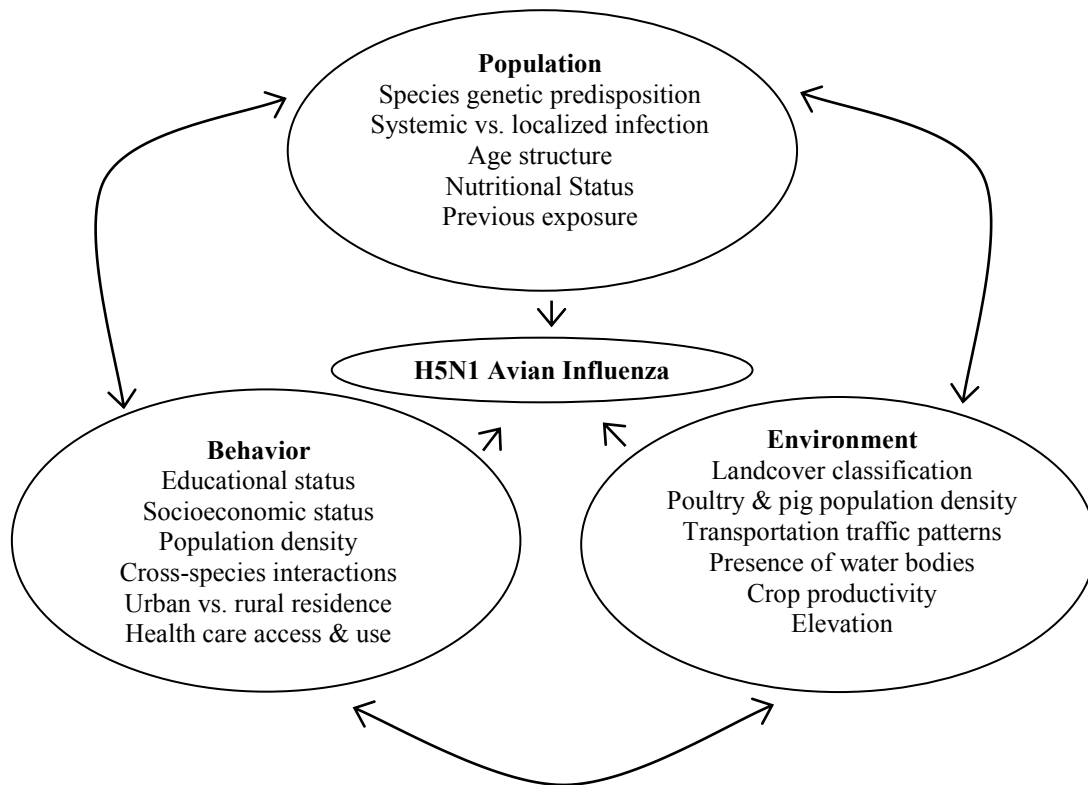 Population
Species genetic predisposition
Systemic vs. localized infection
Age structure
Nutritional Status
Previous exposure
H5N1 Avian Influenza
Behavior
Educational status
Socioeconomic status
Population density
Cross-species interactions
Urban vs. rural residence
Health care access & use
Environment
Landcover classification
Poultry & pig population density
Transportation traffic patterns
Presence of water bodies
Crop productivity
Elevation